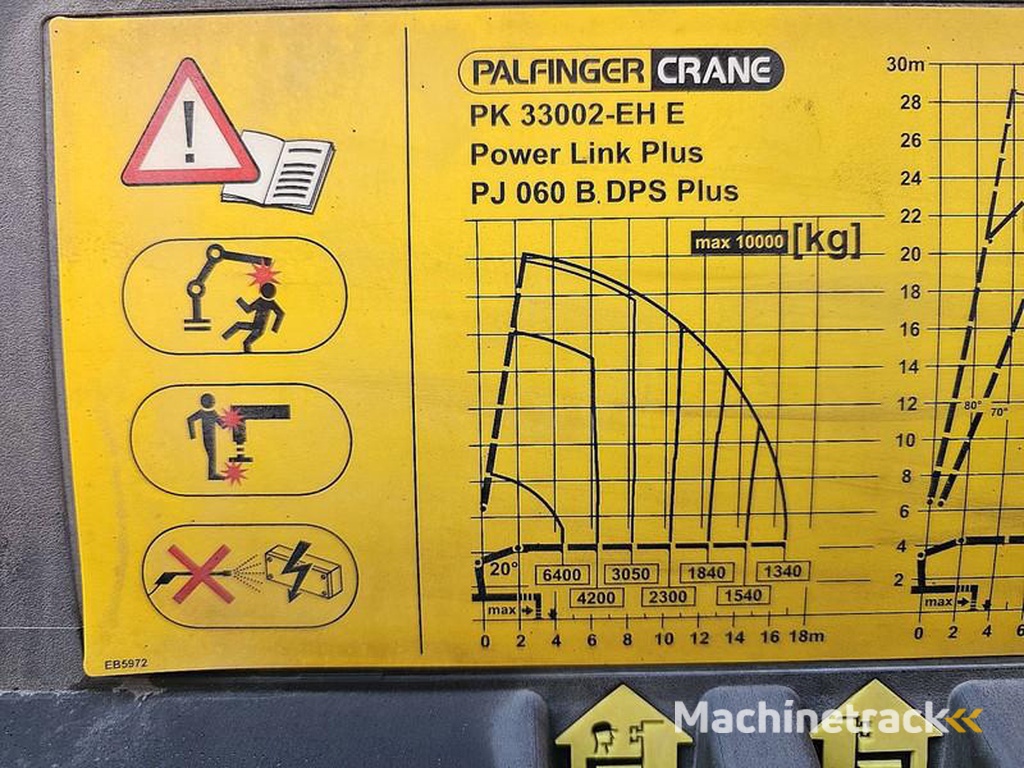 PALFINGER CRANE
PK 33002-EH E
Power Link Plus
PJ 060 B. DPS Plus
max 10000 [kg]
30m
28
26
24
22
20
18
16
14
12
10
8
6
4
2
80° 70°
20°
6400 3050 1840 1340
4200 2300 1540
max
0 2 4 6 8 10 12 14 16 18m
max
0 2 4 6
EB5972
Machinetrack